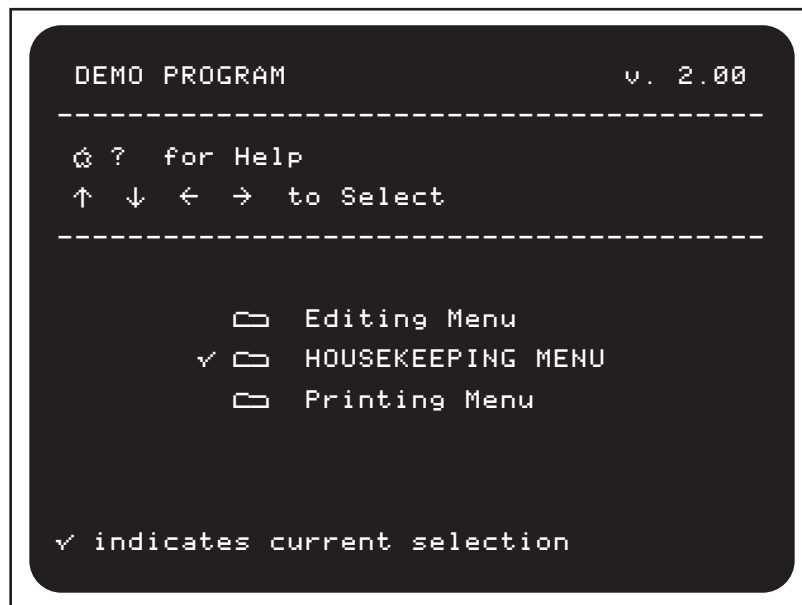 DEMO PROGRAM v. 2.00
? for Help
↑ ↓ ← → to Select
Editing Menu
✓ HOUSEKEEPING MENU
Printing Menu
✓ indicates current selection